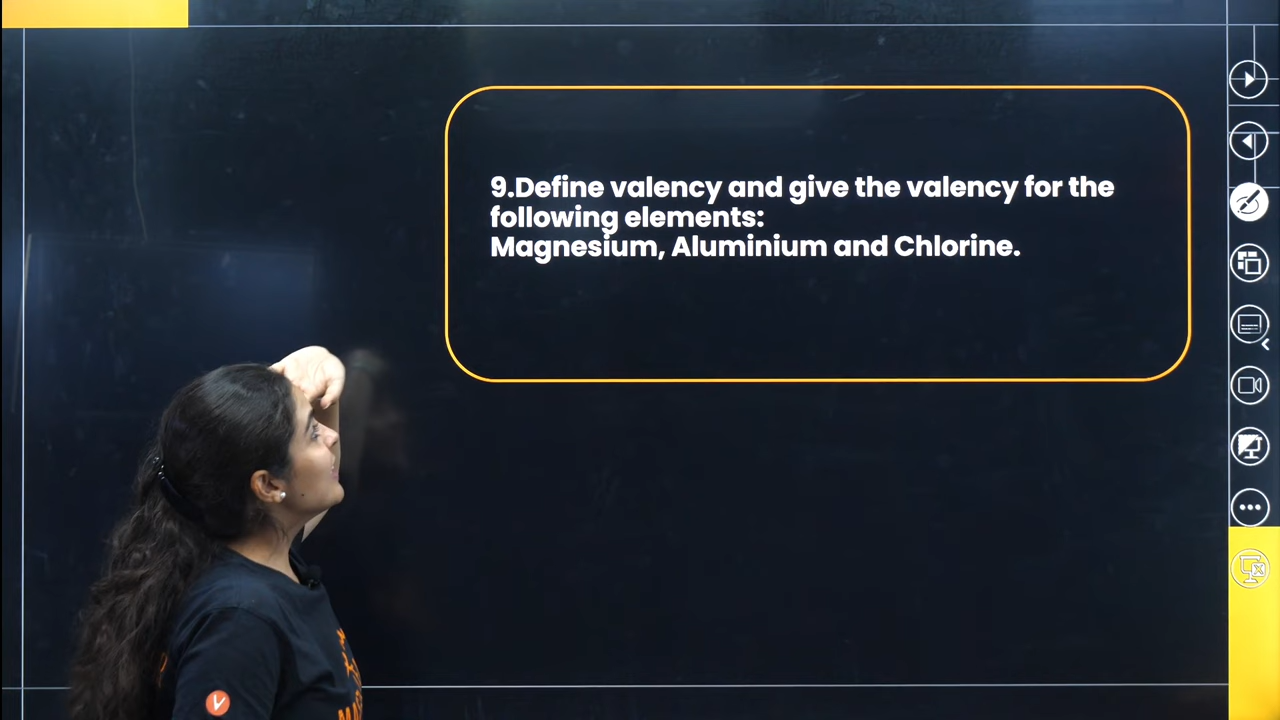 9.Define valency and give the valency for the
following elements:
Magnesium, Aluminium and Chlorine.